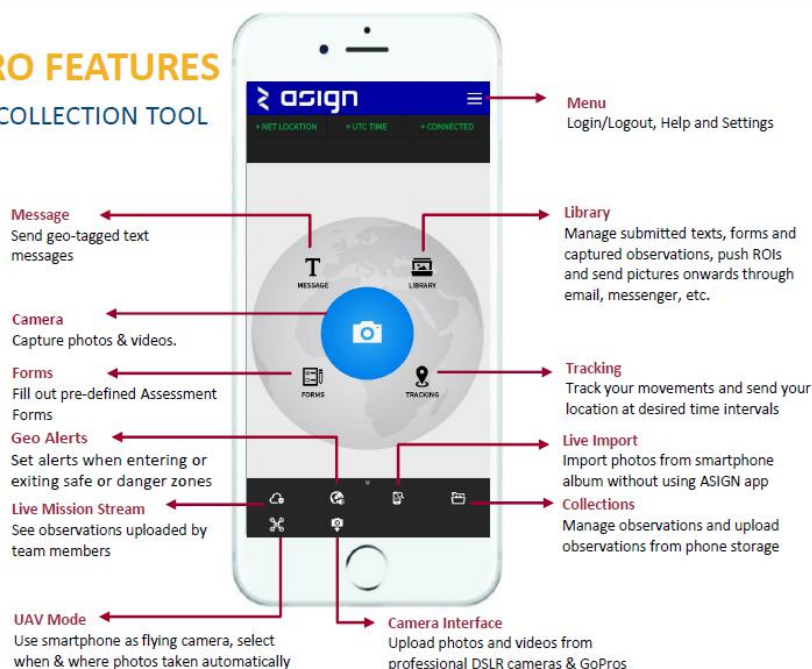 RO FEATURES
COLLECTION TOOL
asign
+ NET LOCATION
+ UTC TIME
+ CONNECTED
Menu
Login/Logout, Help and Settings
Message
Send geo-tagged text
messages
Library
Manage submitted texts, forms and
captured observations, push ROIs
and send pictures onwards through
email, messenger, etc.
T
MESSAGE
LIBRARY
Camera
Capture photos & videos.
Forms
Fill out pre-defined Assessment
Forms
FORMS
TRACKING
Tracking
Track your movements and send your
location at desired time intervals
Geo Alerts
Set alerts when entering or
exiting safe or danger zones
Live Import
Import photos from smartphone
album without using ASIGN app
Live Mission Stream
See observations uploaded by
team members
Collections
Manage observations and upload
observations from phone storage
UAV Mode
Use smartphone as flying camera, select
when & where photos taken automatically
Camera Interface
Upload photos and videos from
professional DSLR cameras & GoPros